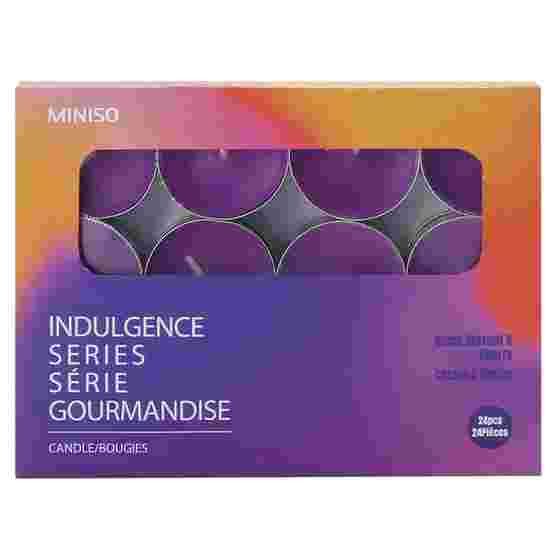 MINISO
INDULGENCE
SERIES
SÉRIE
GOURMANDISE
CANDLE/BOUGIES
24pcs
24Pièces